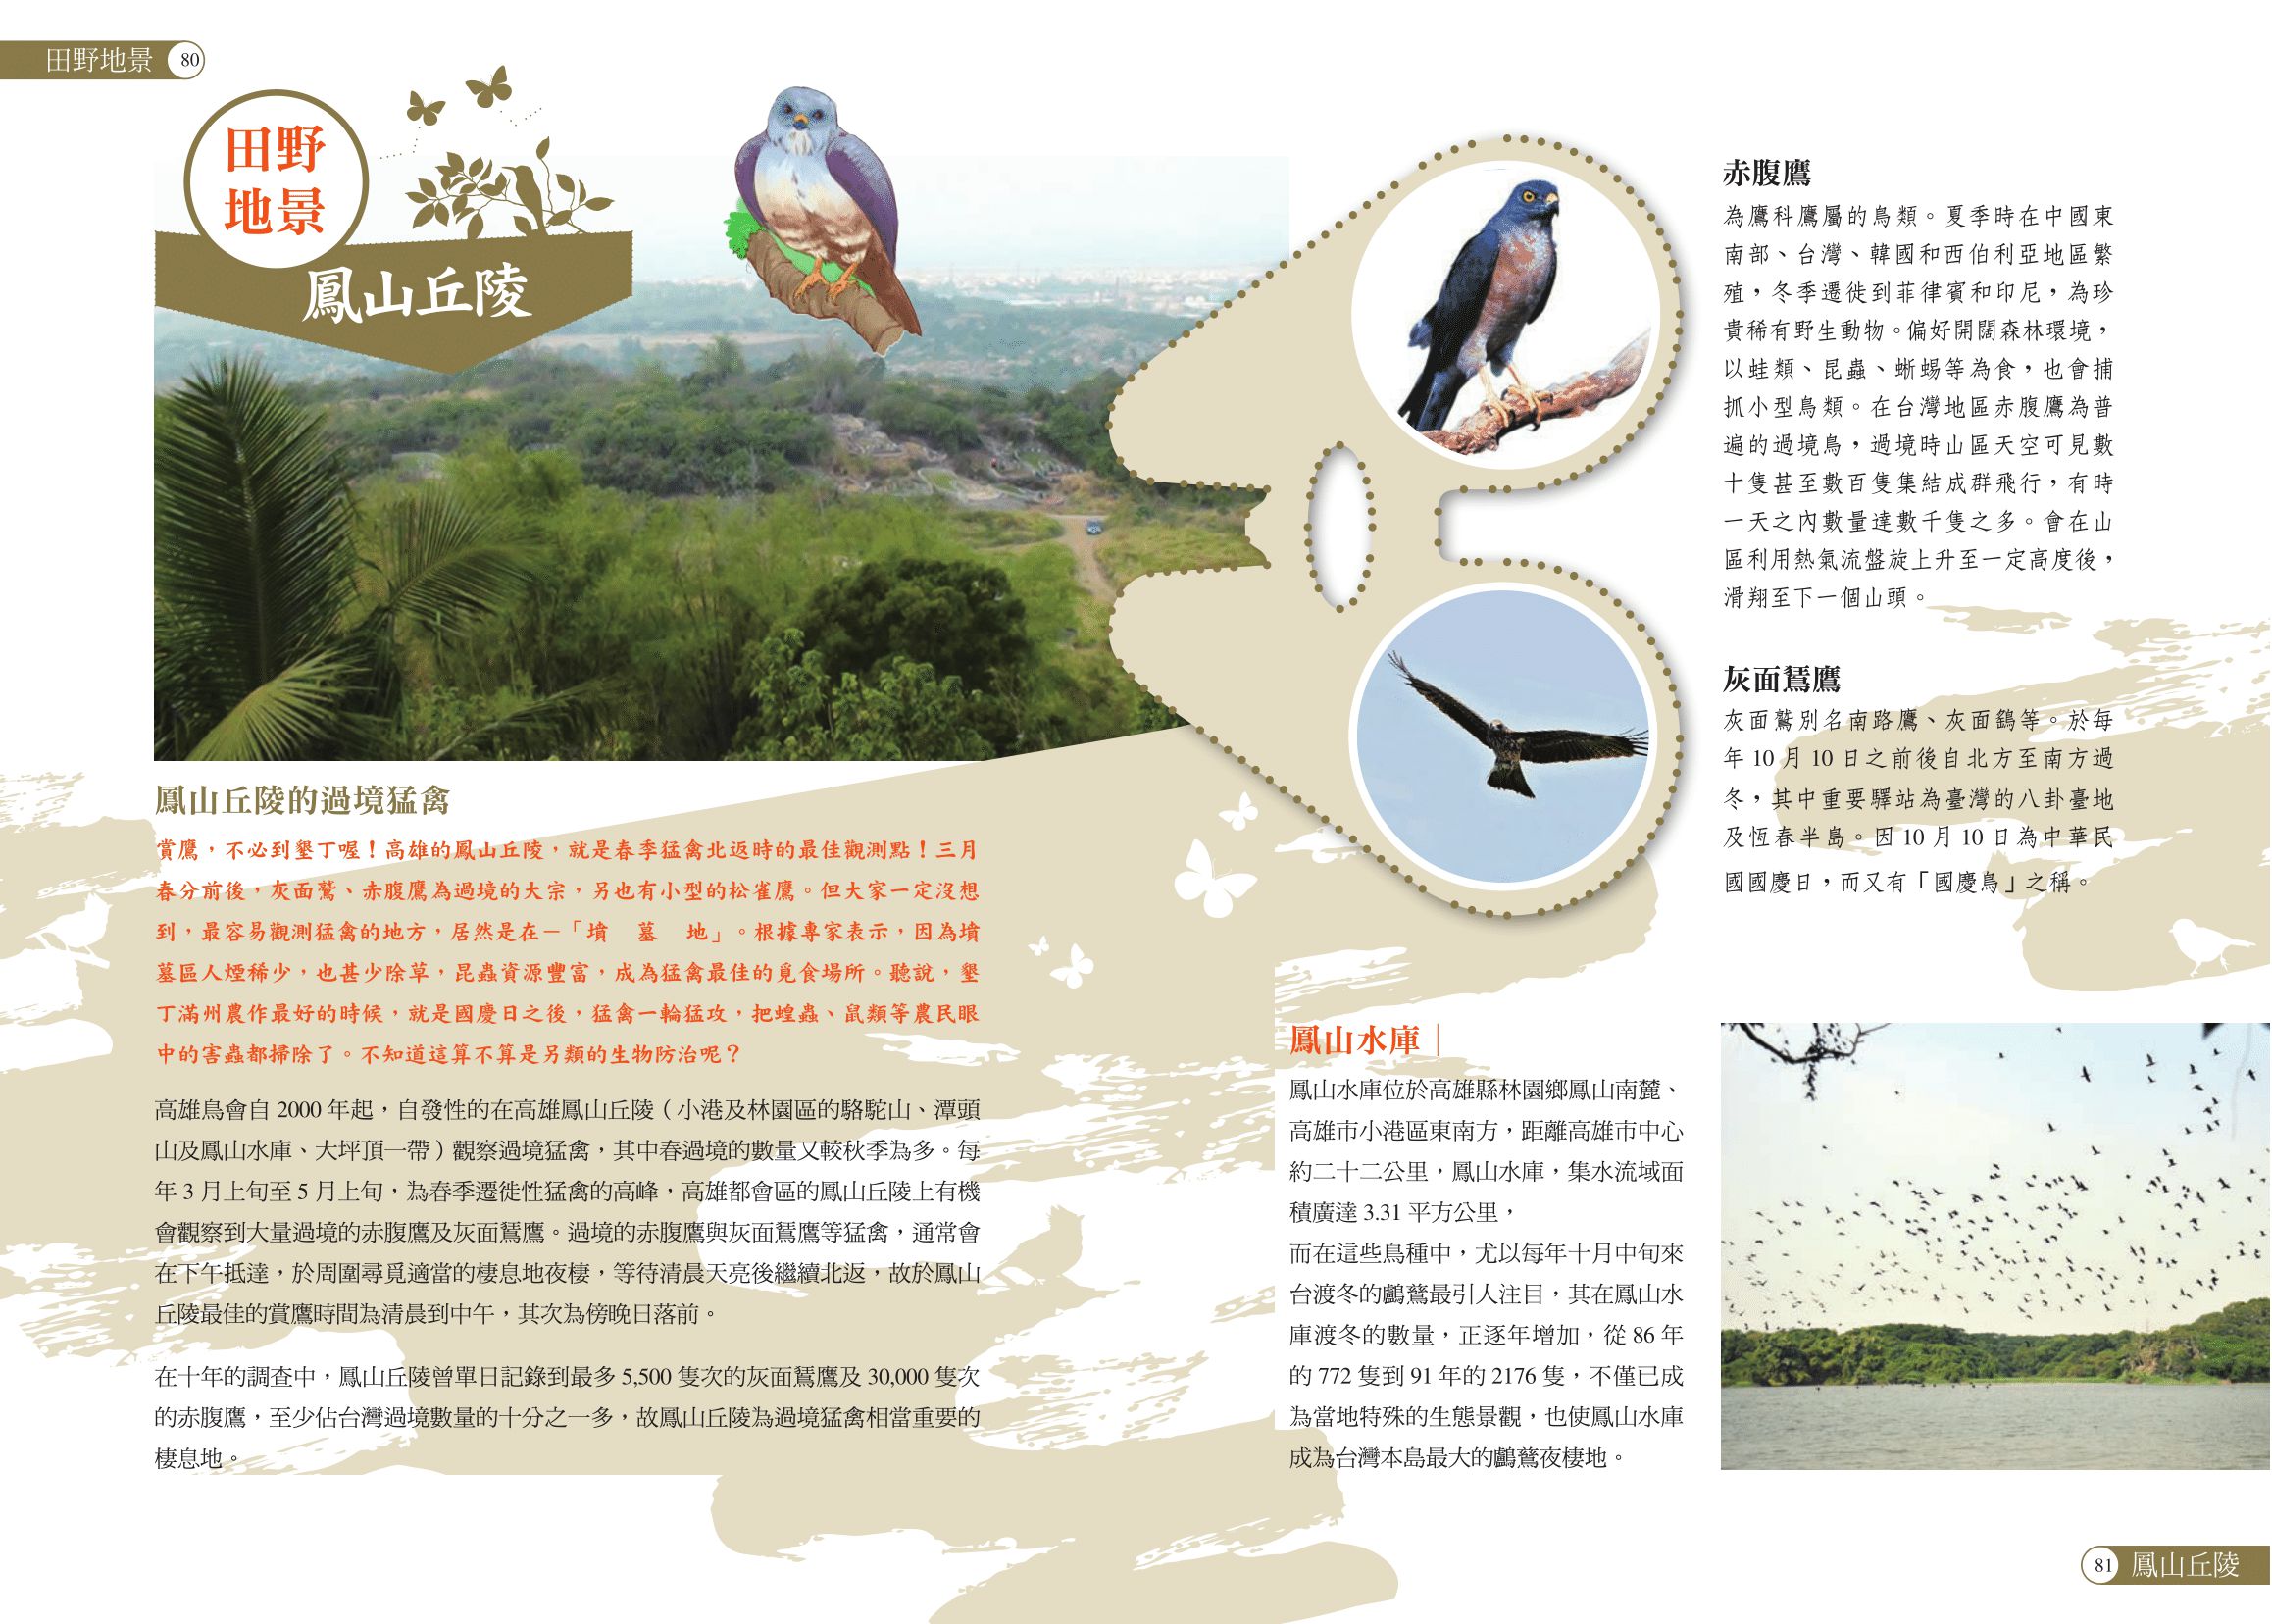 田野地景 80
田野
地景
鳳山丘陵
鳳山丘陵的過境猛禽
賞鷹，不必到墾丁喔！高雄的鳳山丘陵，就是春季猛禽北返時的最佳觀測點！三月
春分前後，灰面鵟、赤腹鷹為過境的大宗，另也有小型的松雀鷹。但大家一定沒想
到，最容易觀測猛禽的地方，居然是在－「墳　墓　地」。根據專家表示，因為墳
墓區人煙稀少，也甚少除草，昆蟲資源豐富，成為猛禽最佳的覓食場所。聽說，墾
丁滿州農作最好的時候，就是國慶日之後，猛禽一輪猛攻，把蝗蟲、鼠類等農民眼
中的害蟲都掃除了。不知道這算不算是另類的生物防治呢？
高雄鳥會自 2000 年起，自發性的在高雄鳳山丘陵（小港及林園區的駱駝山、潭頭
山及鳳山水庫、大坪頂一帶）觀察過境猛禽，其中春過境的數量又較秋季為多。每
年 3 月上旬至 5 月上旬，為春季遷徙性猛禽的高峰，高雄都會區的鳳山丘陵上有機
會觀察到大量過境的赤腹鷹及灰面鵟鷹。過境的赤腹鷹與灰面鵟鷹等猛禽，通常會
在下午抵達，於周圍尋覓適當的棲息地夜棲，等待清晨天亮後繼續北返，故於鳳山
丘陵最佳的賞鷹時間為清晨到中午，其次為傍晚日落前。
在十年的調查中，鳳山丘陵曾單日記錄到最多 5,500 隻次的灰面鵟鷹及 30,000 隻次
的赤腹鷹，至少佔台灣過境數量的十分之一多，故鳳山丘陵為過境猛禽相當重要的
棲息地。
赤腹鷹
為鷹科鷹屬的鳥類。夏季時在中國東
南部、台灣、韓國和西伯利亞地區繁
殖，冬季遷徙到菲律賓和印尼，為珍
貴稀有野生動物。偏好開闊森林環境，
以蛙類、昆蟲、蜥蜴等為食，也會捕
抓小型鳥類。在台灣地區赤腹鷹為普
遍的過境鳥，過境時山區天空可見數
十隻甚至數百隻集結成群飛行，有時
一天之內數量達數千隻之多。會在山
區利用熱氣流盤旋上升至一定高度後，
滑翔至下一個山頭。
灰面鵟鷹
灰面鷲別名南路鷹、灰面鷂等。於每
年 10 月 10 日之前後自北方至南方過
冬，其中重要驛站為臺灣的八卦臺地
及恆春半島。因 10 月 10 日為中華民
國國慶日，而又有「國慶鳥」之稱。
鳳山水庫｜
鳳山水庫位於高雄縣林園鄉鳳山南麓、
高雄市小港區東南方，距離高雄市中心
約二十二公里，鳳山水庫，集水流域面
積廣達 3.31 平方公里，
而在這些鳥種中，尤以每年十月中旬來
台渡冬的鸕鶿最引人注目，其在鳳山水
庫渡冬的數量，正逐年增加，從 86 年
的 772 隻到 91 年的 2176 隻，不僅已成
為當地特殊的生態景觀，也使鳳山水庫
成為台灣本島最大的鸕鶿夜棲地。
81 鳳山丘陵